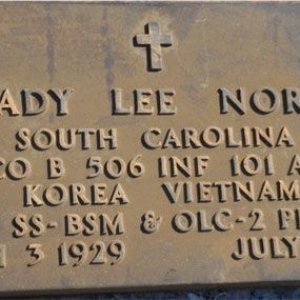 ADY LEE NOR
SOUTH CAROLINA
CO B 506 INF 101 A
KOREA VIETNAM
SS-BSM & OLC-2 P
3 1929 JULY